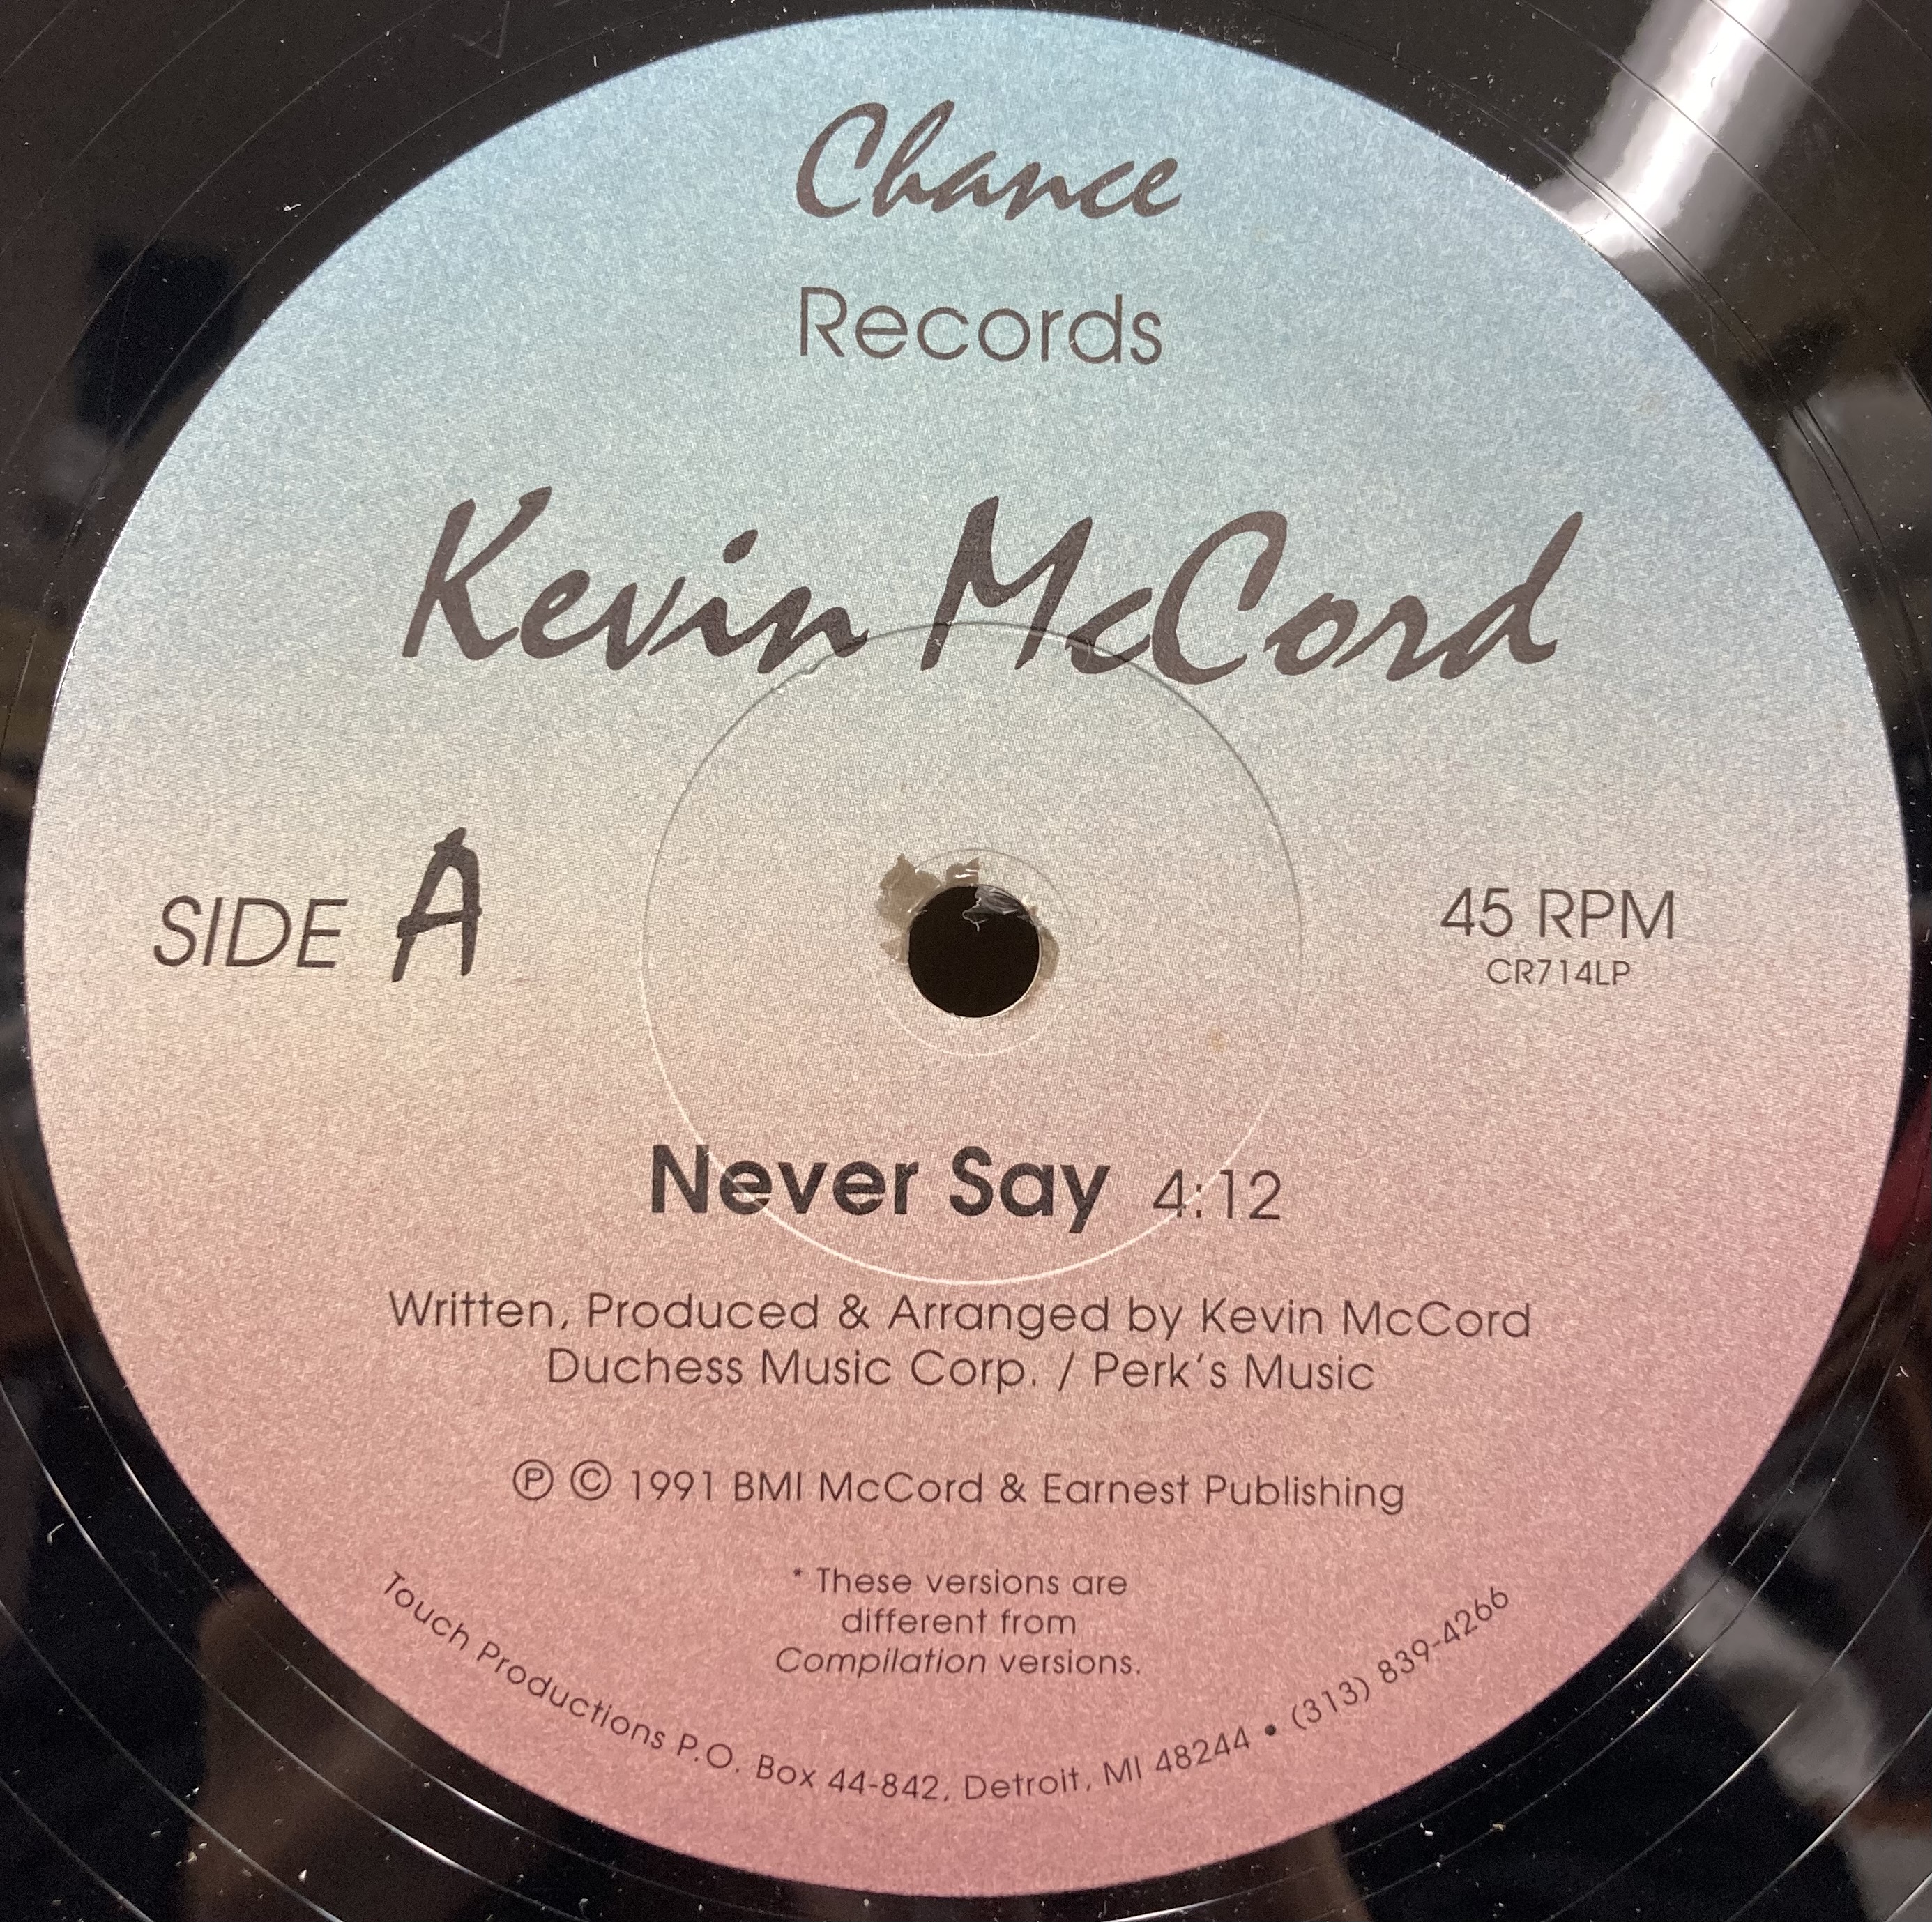 Chance
Records
Kevin McCord
SIDE A
45 RPM
CR714LP
Never Say 4:12
Written, Produced & Arranged by Kevin McCord
Duchess Music Corp. / Perk's Music
℗ © 1991 BMI McCord & Earnest Publishing
* These versions are
different from
Compilation versions.
Touch Productions P.O. Box 44-842, Detroit, MI 48244 • (313) 839-4266